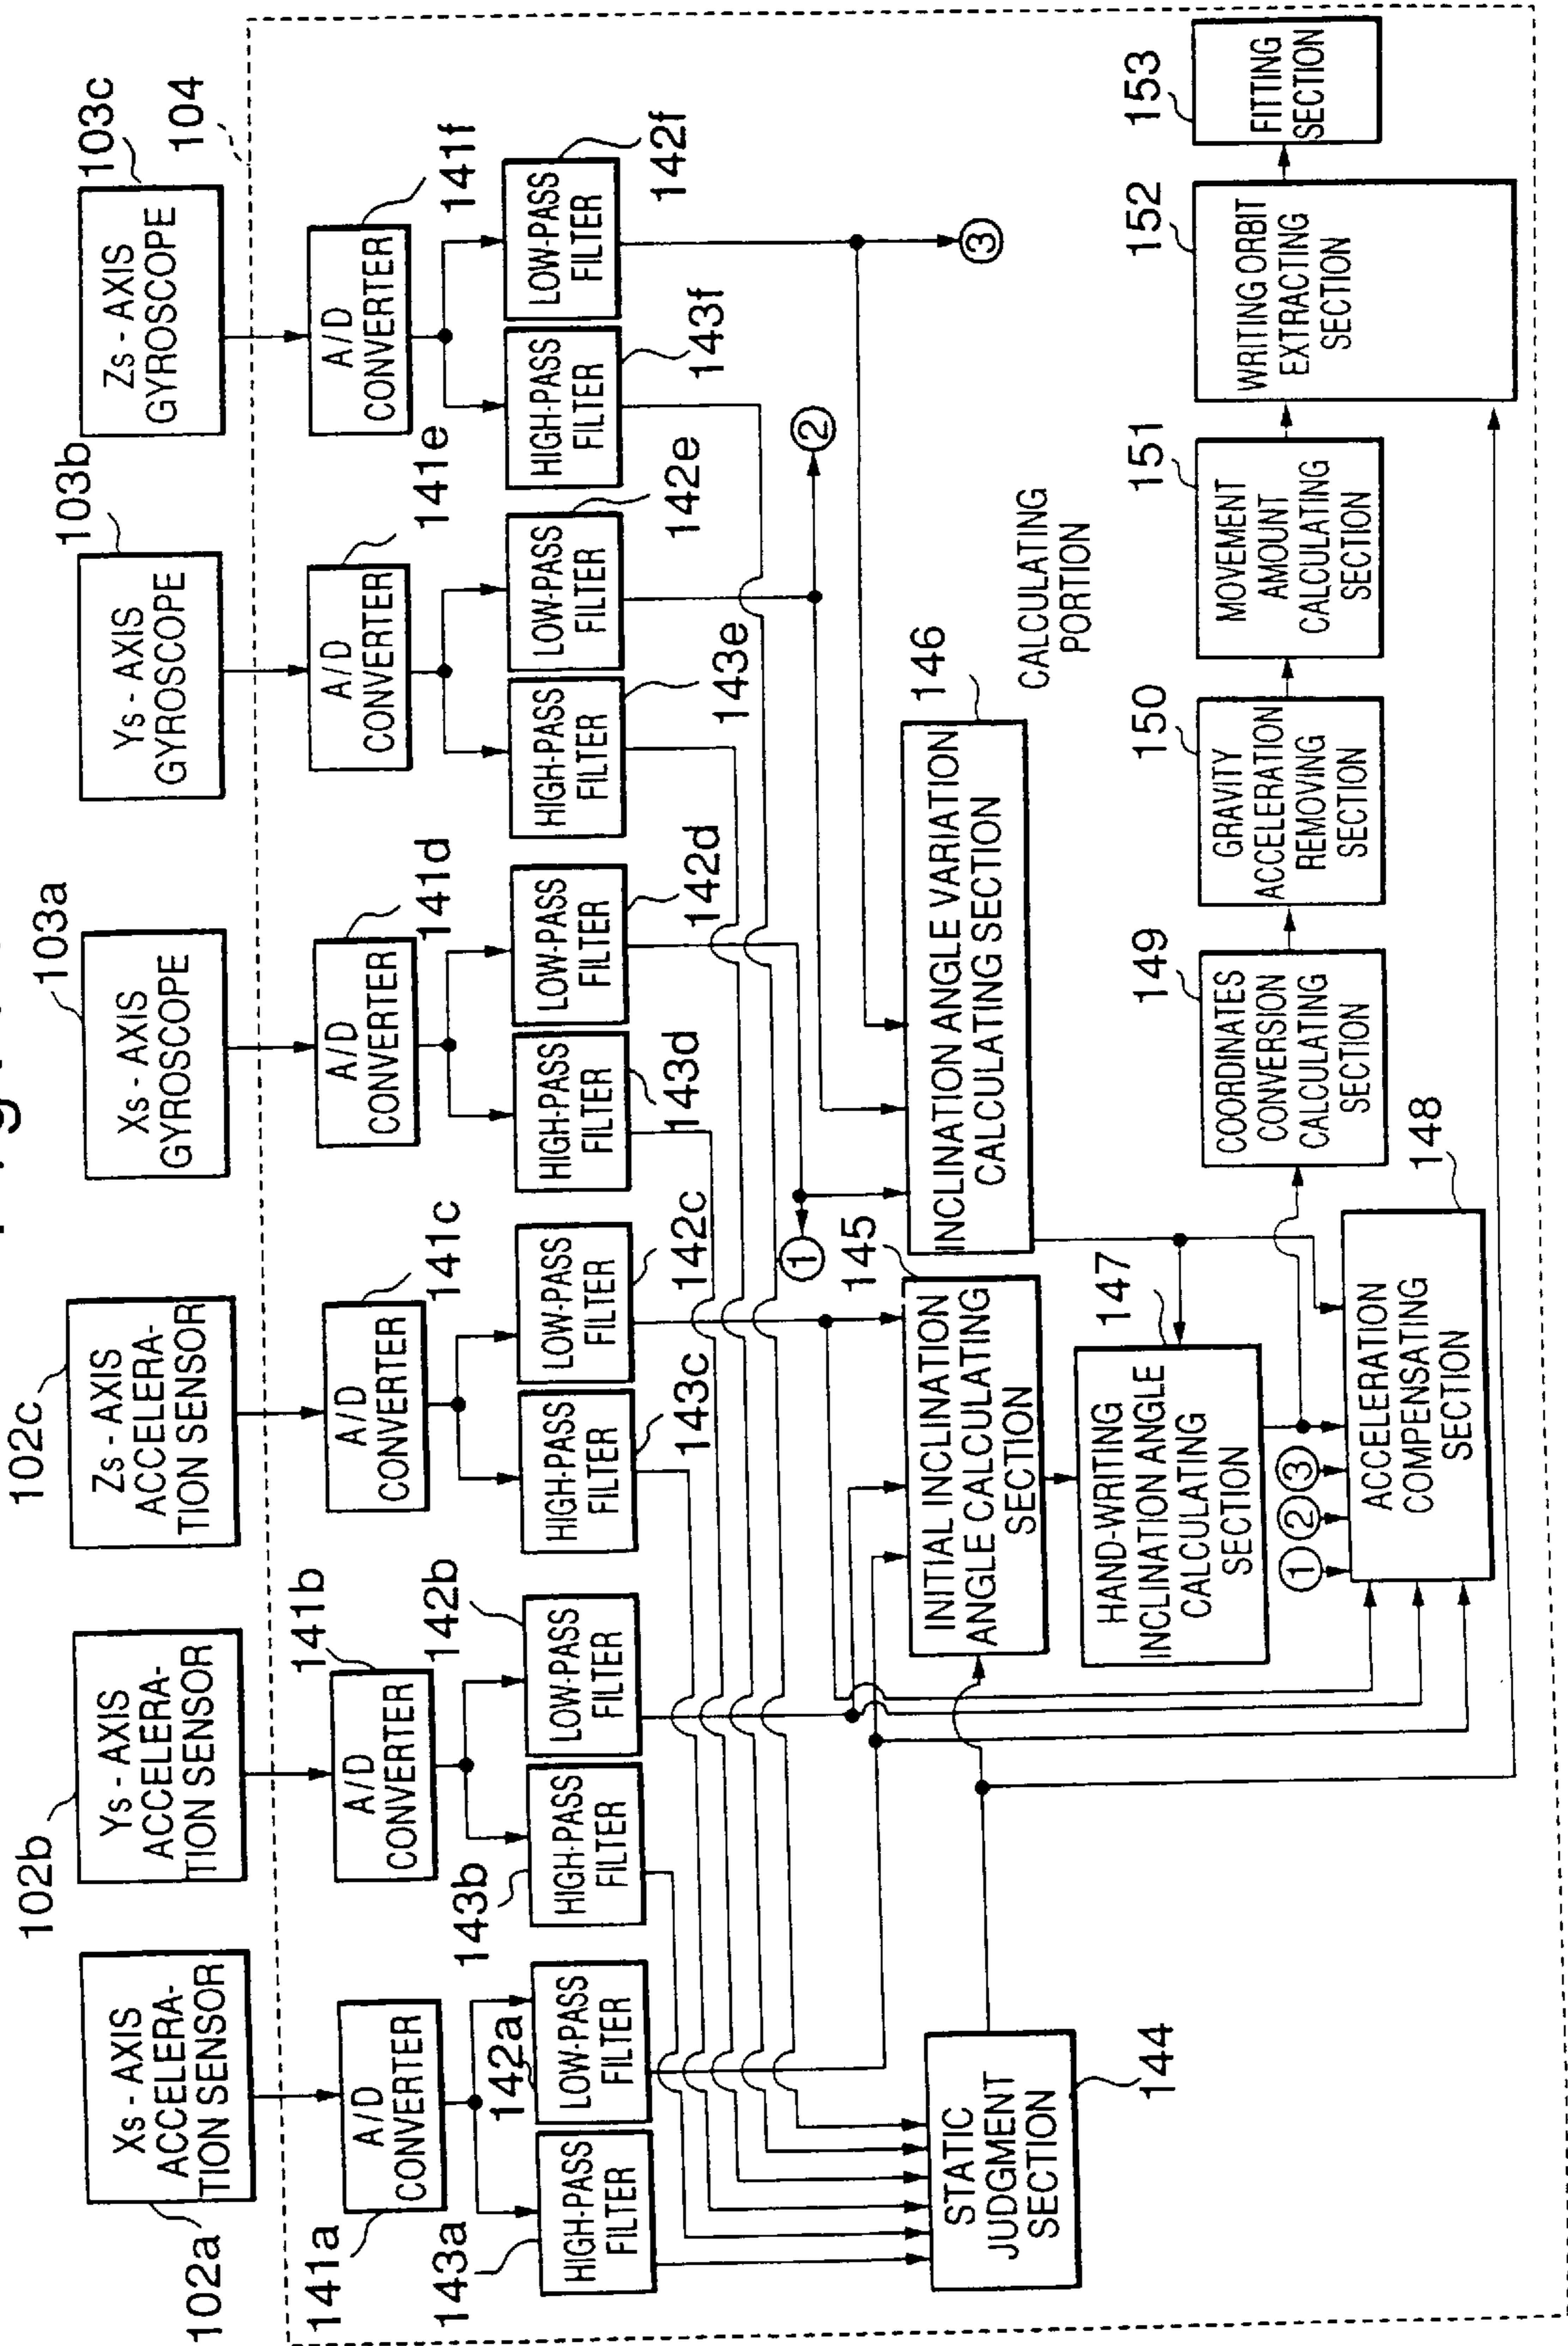 102a
Xs - AXIS
ACCELERA-
TION SENSOR
102b
Ys - AXIS
ACCELERA-
TION SENSOR
102c
Zs - AXIS
ACCELERA-
TION SENSOR
103a
Xs - AXIS
GYROSCOPE
103b
Ys - AXIS
GYROSCOPE
103c
Zs - AXIS
GYROSCOPE
104
141a
A/D
CONVERTER
141b
A/D
CONVERTER
141c
A/D
CONVERTER
141d
A/D
CONVERTER
141e
A/D
CONVERTER
141f
A/D
CONVERTER
143a
HIGH-PASS
FILTER
142a
LOW-PASS
FILTER
143b
HIGH-PASS
FILTER
142b
LOW-PASS
FILTER
143c
HIGH-PASS
FILTER
142c
LOW-PASS
FILTER
143d
HIGH-PASS
FILTER
142d
LOW-PASS
FILTER
143e
HIGH-PASS
FILTER
142e
LOW-PASS
FILTER
143f
HIGH-PASS
FILTER
142f
LOW-PASS
FILTER
①
②
③
STATIC
JUDGMENT
SECTION
144
145
INITIAL INCLINATION
ANGLE CALCULATING
SECTION
146
INCLINATION ANGLE VARIATION
CALCULATING SECTION
CALCULATING
PORTION
147
HAND-WRITING
INCLINATION ANGLE
CALCULATING
SECTION
①②③
148
ACCELERATION
COMPENSATING
SECTION
149
COORDINATES
CONVERSION
CALCULATING
SECTION
150
GRAVITY
ACCELERATION
REMOVING
SECTION
151
MOVEMENT
AMOUNT
CALCULATING
SECTION
152
WRITING ORBIT
EXTRACTING
SECTION
153
FITTING
SECTION